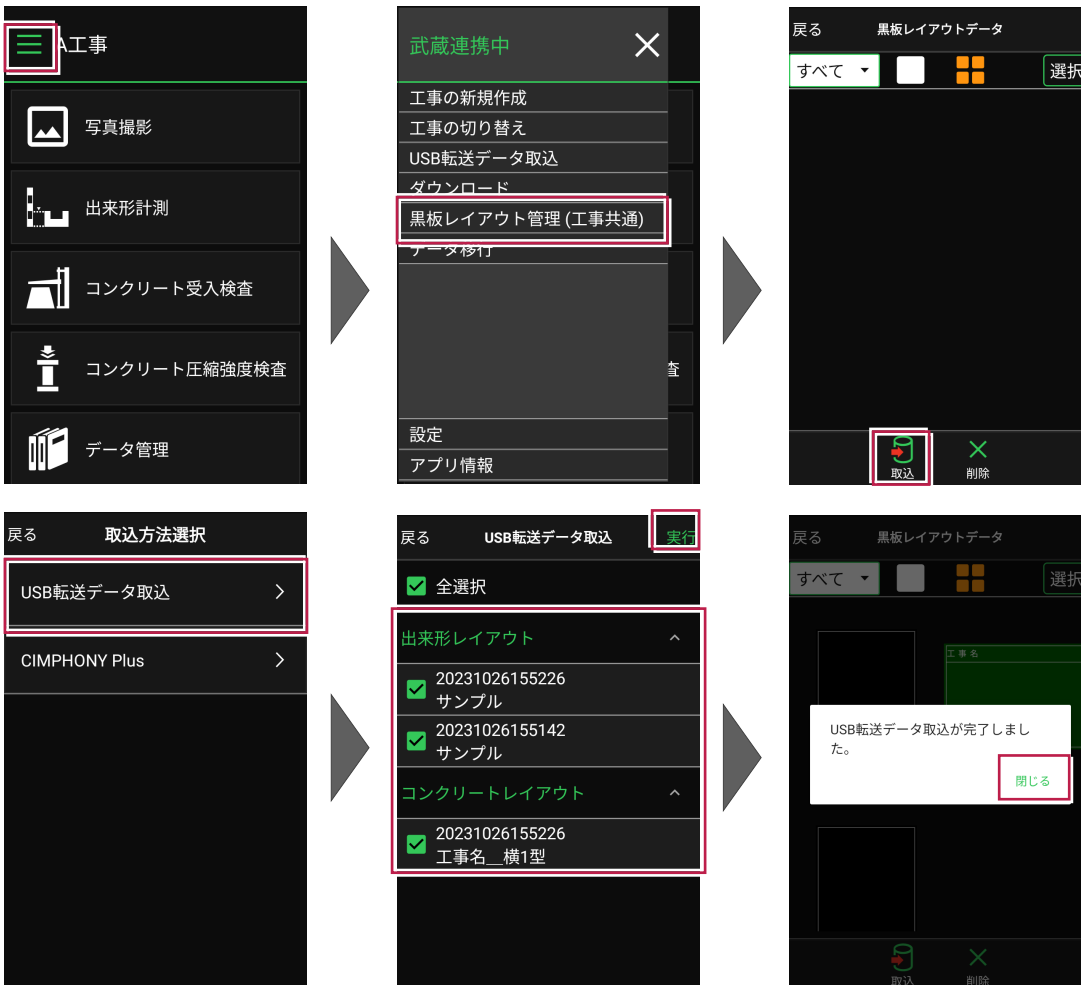 A工事
写真撮影
出来形計測
コンクリート受入検査
コンクリート圧縮強度検査
データ管理
武蔵連携中
工事の新規作成
工事の切り替え
USB転送データ取込
ダウンロード
黒板レイアウト管理 (工事共通)
データ移行
査
設定
アプリ情報
戻る 黒板レイアウトデータ
すべて 選択
取込 削除
戻る 取込方法選択
USB転送データ取込
CIMPHONY Plus
戻る USB転送データ取込 実行
全選択
出来形レイアウト
20231026155226
サンプル
20231026155142
サンプル
コンクリートレイアウト
20231026155226
工事名__横1型
戻る 黒板レイアウトデータ
すべて 選択
工事名
USB転送データ取込が完了しまし
た。
閉じる
取込 削除